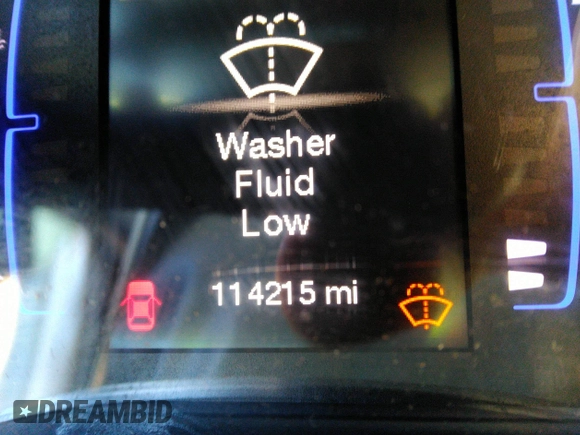 Washer
Fluid
Low
114215 mi
DREAMBID